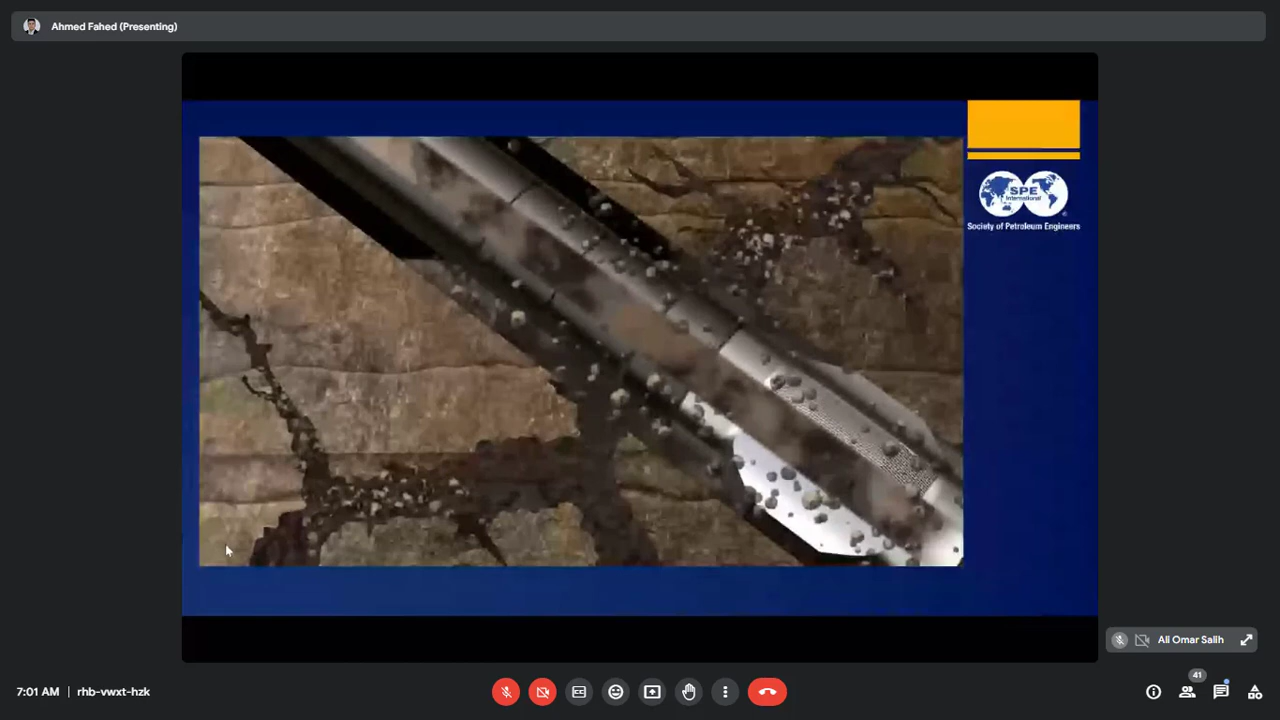 Ahmed Fahed (Presenting)
SPE
International
Society of Petroleum Engineers
Ali Omar Salih
41
7:01 AM | rhb-vwxt-hzk